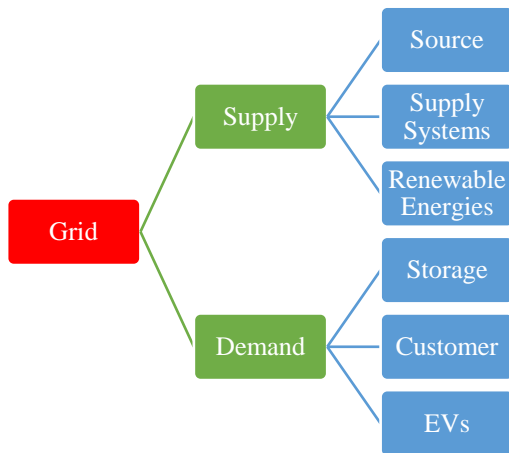 Grid
Supply
Source
Supply
Systems
Renewable
Energies
Demand
Storage
Customer
EVs